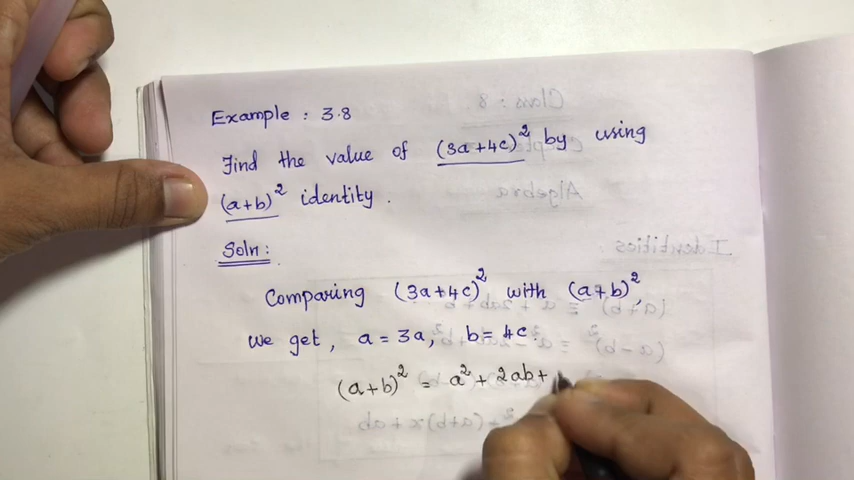 Example : 3.8
Find the value of (3a+4c)² by using
(a+b)² identity.
Soln:
Comparing (3a+4c)² with (a+b)²,
we get, a = 3a, b = 4c.
(a+b)² = a² + 2ab +